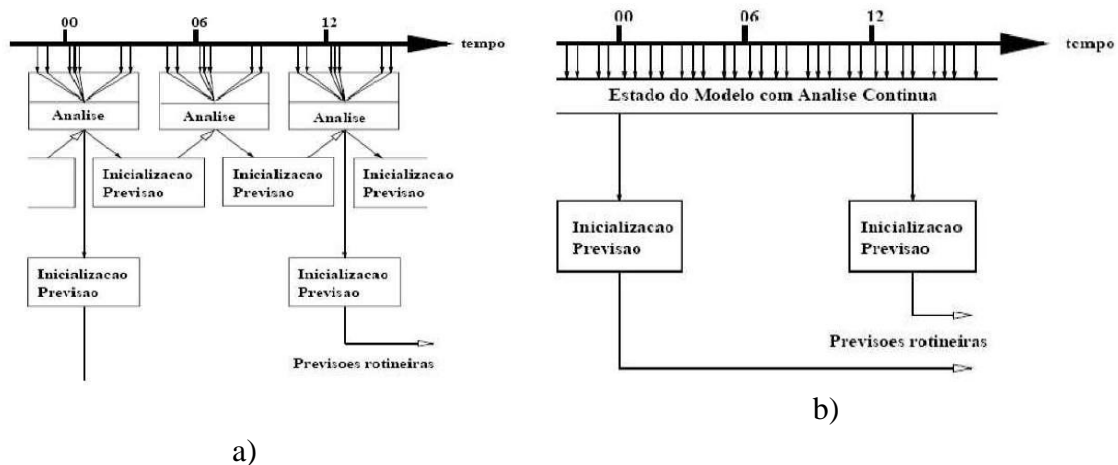 00
06
12
tempo
Analise
Analise
Analise
Inicializacao
Previsao
Inicializacao
Previsao
Inicializacao
Previsao
Inicialização
Previsao
Inicializacao
Previsao
Previsoes rotineiras
a)
00
06
12
tempo
Estado do Modelo com Analise Continua
Inicializacao
Previsao
Inicializacao
Previsao
Previsoes rotineiras
b)